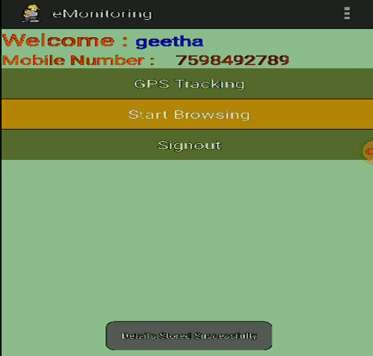 eMonitoring
Welcome : geetha
Mobile Number : 7598492789
GPS Tracking
Start Browsing
Signout
Details Stored Successfully